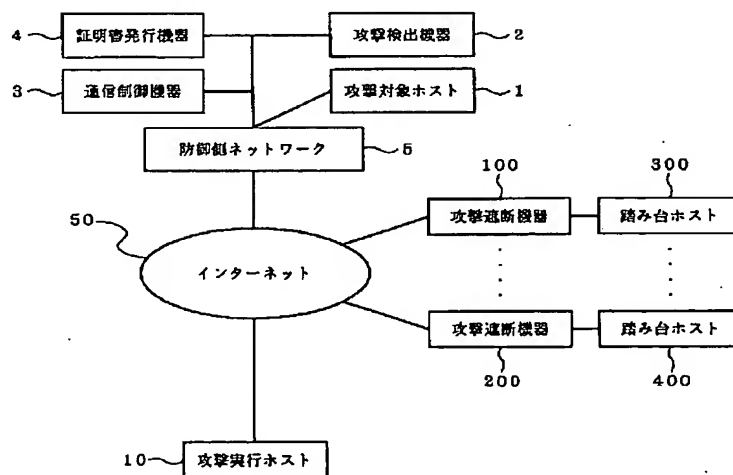 4 証明書発行機器 攻撃検出機器 2
3 通信制御機器 攻撃対象ホスト 1
防御側ネットワーク 5
100 300
50 攻撃遮断機器 踏み台ホスト
インターネット
攻撃遮断機器 踏み台ホスト
200 400
10 攻撃実行ホスト